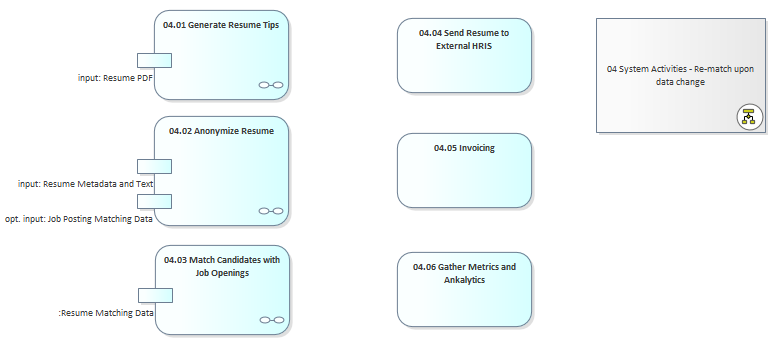 04.01 Generate Resume Tips
input: Resume PDF
04.02 Anonymize Resume
input: Resume Metadata and Text
opt. input: Job Posting Matching Data
04.03 Match Candidates with
Job Openings
:Resume Matching Data
04.04 Send Resume to
External HRIS
04.05 Invoicing
04.06 Gather Metrics and
Ankalytics
04 System Activities - Re-match upon
data change